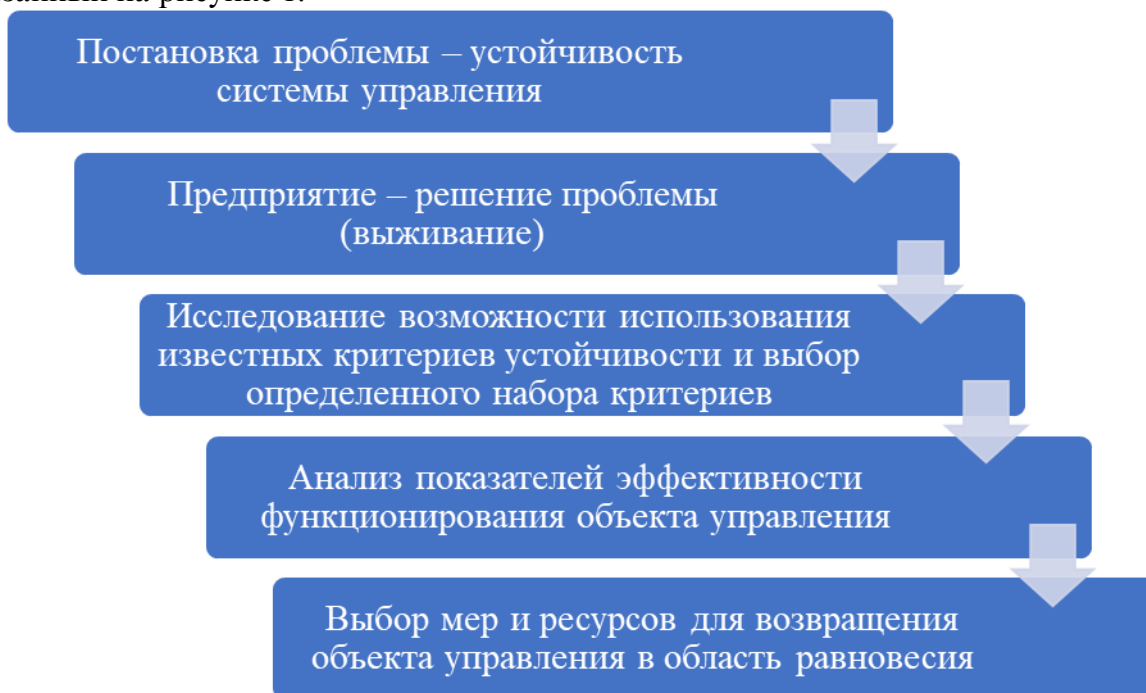 Постановка проблемы – устойчивость
системы управления
Предприятие – решение проблемы
(выживание)
Исследование возможности использования
известных критериев устойчивости и выбор
определенного набора критериев
Анализ показателей эффективности
функционирования объекта управления
Выбор мер и ресурсов для возвращения
объекта управления в область равновесия